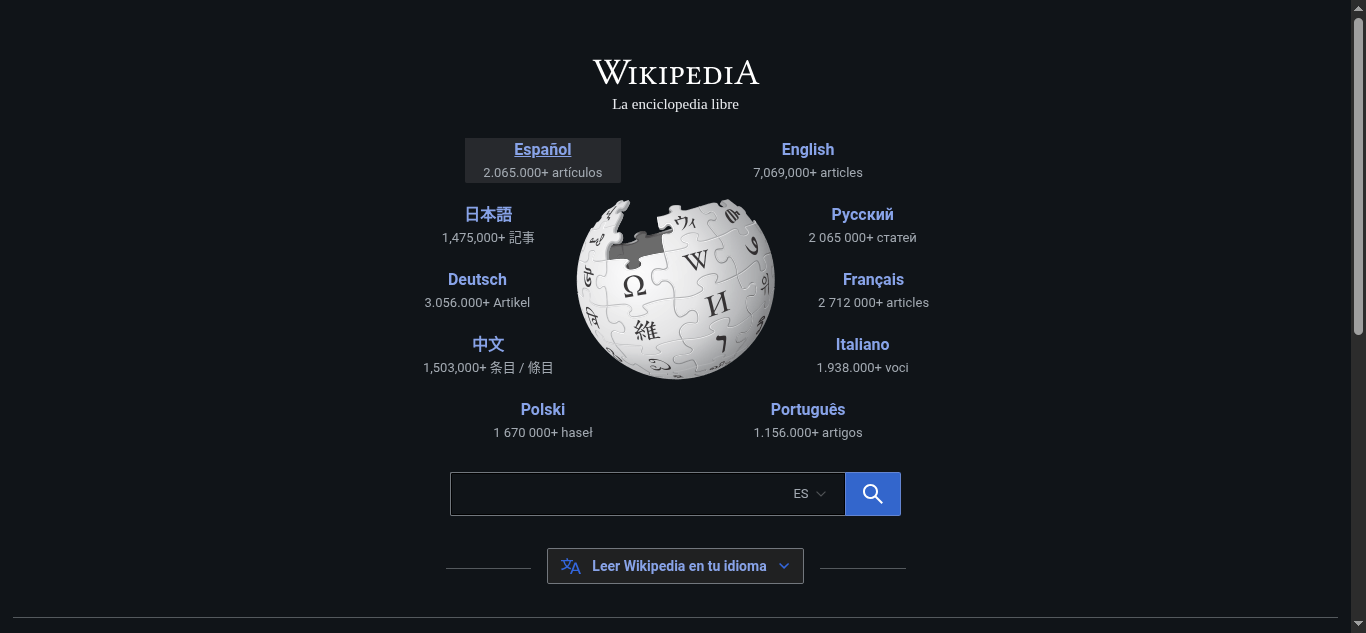 WIKIPEDIA
La enciclopedia libre
Español
2.065.000+ artículos
English
7,069,000+ articles
日本語
1,475,000+ 記事
Русский
2 065 000+ статей
Deutsch
3.056.000+ Artikel
Français
2 712 000+ articles
中文
1,503,000+ 条目 / 條目
Italiano
1.938.000+ voci
Polski
1 670 000+ haseł
Português
1.156.000+ artigos
Ω
W
И
維
ウィ
ES
Leer Wikipedia en tu idioma